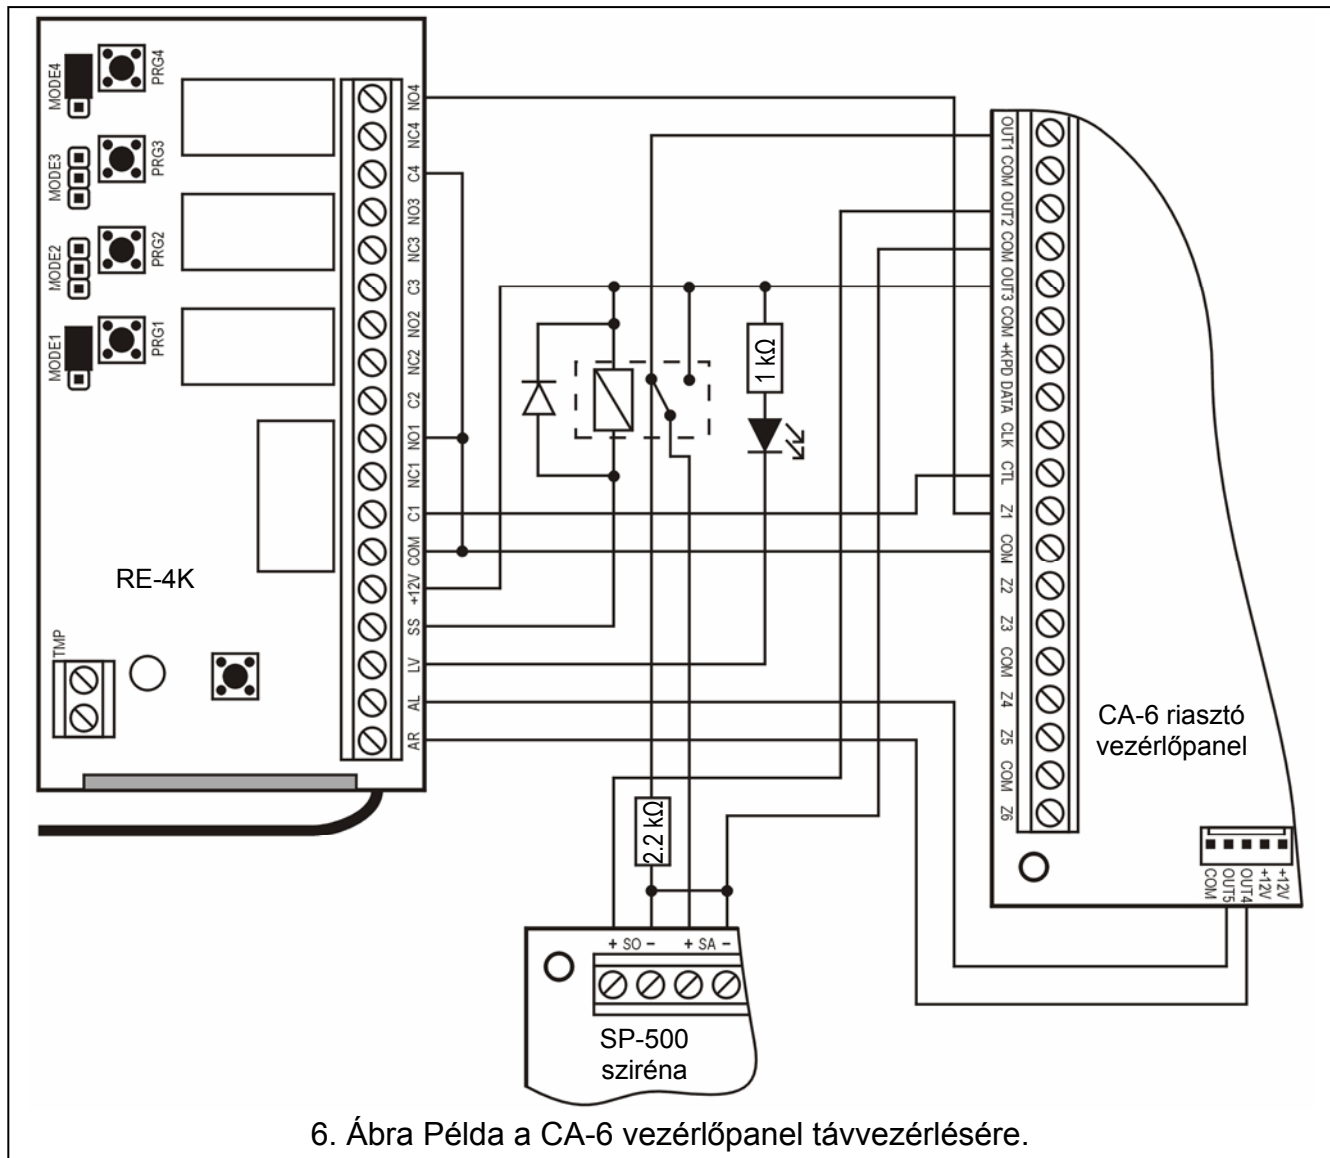 MODE4
PRG4
MODE3
PRG3
MODE2
PRG2
MODE1
PRG1
RE-4K
TMP
NO4
NC4
C4
NO3
NC3
C3
NO2
NC2
C2
NO1
NC1
C1
COM
+12V
SS
LV
AL
AR
1 kΩ
2.2 kΩ
OUT1
COM
OUT2
COM
OUT3
COM
+KPD
DATA
CLK
CTL
Z1
COM
Z2
Z3
COM
Z4
Z5
COM
Z6
CA-6 riasztó
vezérlőpanel
COM
OUT5
OUT4
+12V
+12V
+ SO − + SA −
SP-500
sziréna
6. Ábra Példa a CA-6 vezérlőpanel távvezérlésére.